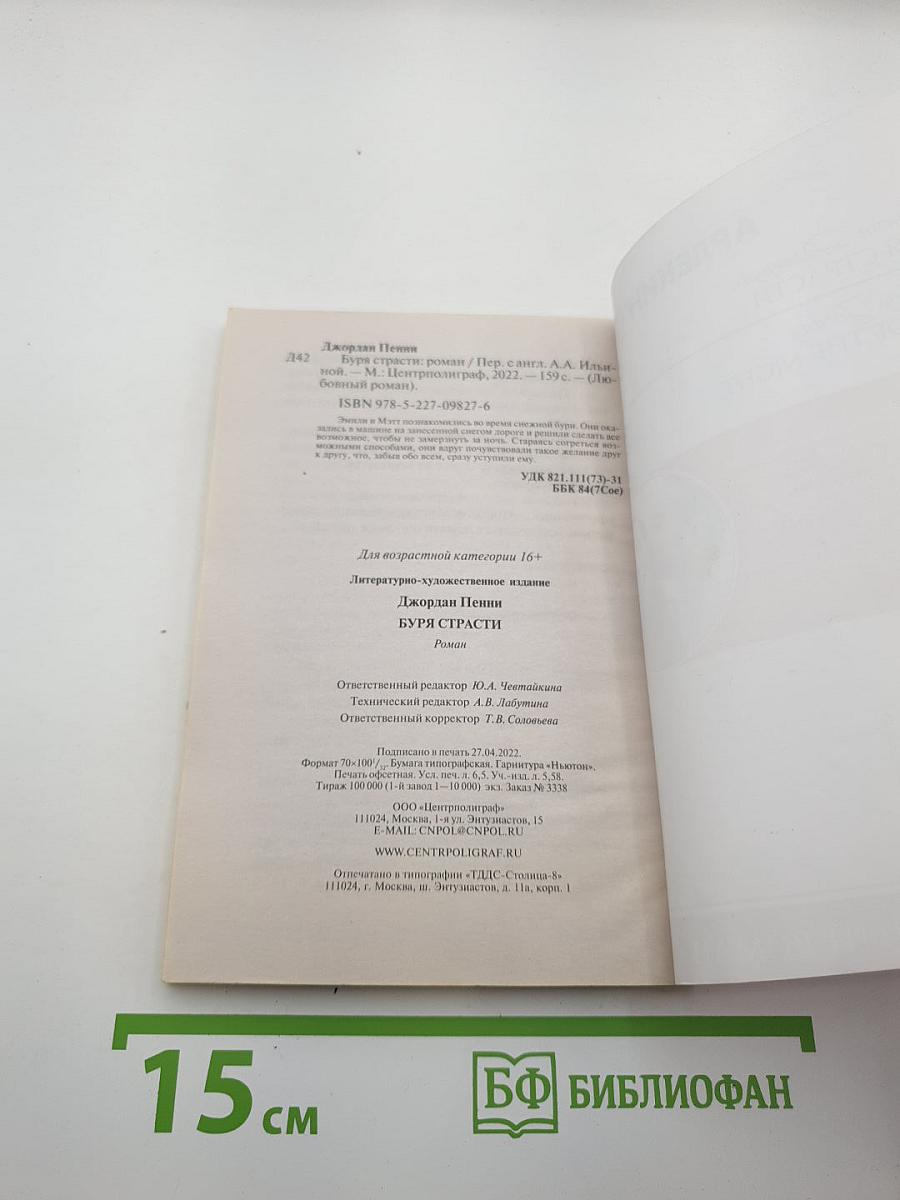 Джордан Пенни
Д42 Буря страсти: роман / Пер. с англ. А.А. Ильи-
ной. — М.: Центрполиграф, 2022. — 159 с. — (Лю-
бовный роман).
ISBN 978-5-227-09827-6
Эмили и Мэтт познакомились во время снежной бури. Они ока-
зались в машине на занесенной снегом дороге и решили сделать все
возможное, чтобы не замерзнуть за ночь. Стараясь согреться воз-
можными способами, они вдруг почувствовали такое желание друг
к другу, что, забыв обо всем, сразу уступили ему.
УДК 821.111(73)-31
ББК 84(7Сое)
Для возрастной категории 16+
Литературно-художественное издание
Джордан Пенни
БУРЯ СТРАСТИ
Роман
Ответственный редактор Ю.А. Чевтайкина
Технический редактор А.В. Лабутина
Ответственный корректор Т.В. Соловьева
Подписано в печать 27.04.2022.
Формат 70×100¹/₃₂. Бумага типографская. Гарнитура «Ньютон».
Печать офсетная. Усл. печ. л. 6,5. Уч.-изд. л. 5,58.
Тираж 100 000 (1-й завод 1—10 000) экз. Заказ № 3338
ООО «Центрполиграф»
111024, Москва, 1-я ул. Энтузиастов, 15
E-MAIL: CNPOL@CNPOL.RU
WWW.CENTRPOLIGRAF.RU
Отпечатано в типографии «ТДДС-Столица-8»
111024, г. Москва, ш. Энтузиастов, д. 11а, корп. 1
15 см
БФ БИБЛИОФАН